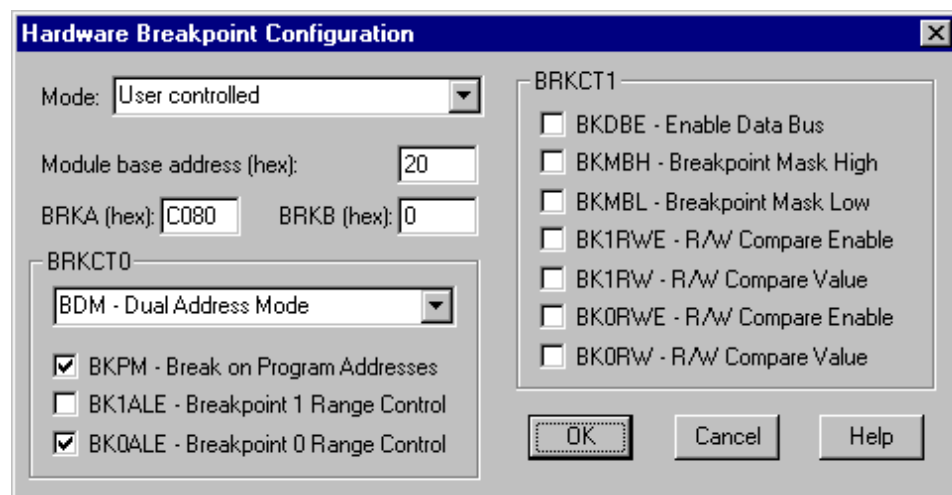 Hardware Breakpoint Configuration
Mode: User controlled
Module base address (hex): 20
BRKA (hex): C080 BRKB (hex): 0
BRKCT0
BDM - Dual Address Mode
BKPM - Break on Program Addresses
BK1ALE - Breakpoint 1 Range Control
BK0ALE - Breakpoint 0 Range Control
BRKCT1
BKDBE - Enable Data Bus
BKMBH - Breakpoint Mask High
BKMBL - Breakpoint Mask Low
BK1RWE - R/W Compare Enable
BK1RW - R/W Compare Value
BK0RWE - R/W Compare Enable
BK0RW - R/W Compare Value
OK Cancel Help